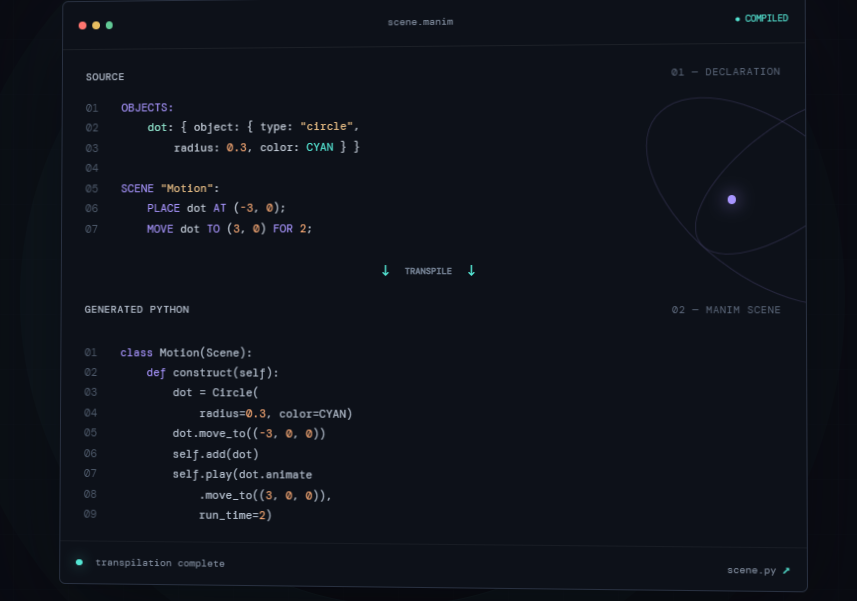 scene.manim
● COMPILED
SOURCE
01 — DECLARATION
01 OBJECTS:
02     dot: { object: { type: "circle",
03         radius: 0.3, color: CYAN } }
04
05 SCENE "Motion":
06     PLACE dot AT (-3, 0);
07     MOVE dot TO (3, 0) FOR 2;
↓ TRANSPILE ↓
GENERATED PYTHON
02 — MANIM SCENE
01 class Motion(Scene):
02     def construct(self):
03         dot = Circle(
04             radius=0.3, color=CYAN)
05         dot.move_to((-3, 0, 0))
06         self.add(dot)
07         self.play(dot.animate
08             .move_to((3, 0, 0)),
09             run_time=2)
transpilation complete
scene.py ↗